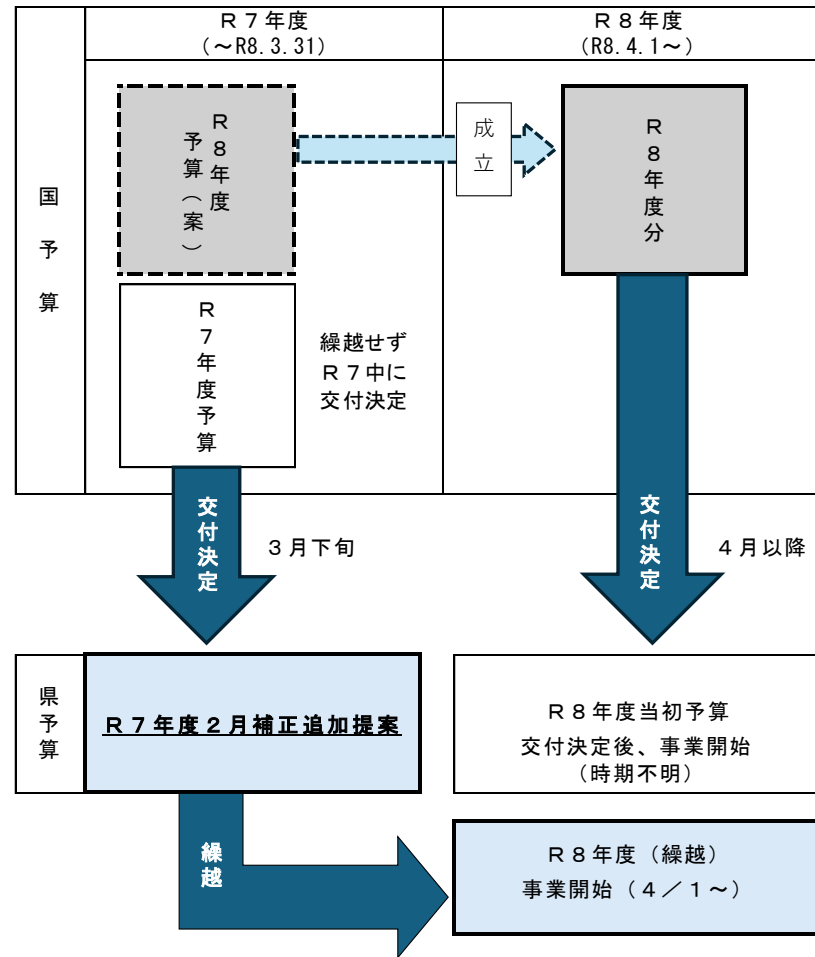 Ｒ７年度
(～R8.3.31)
Ｒ８年度
(R8.4.1～)
国予算
Ｒ８年度
予算（案）
成立
Ｒ８年度分
Ｒ７年度予算
繰越せず
Ｒ７中に
交付決定
交付決定
３月下旬
交付決定
４月以降
県予算
Ｒ７年度２月補正追加提案
Ｒ８年度当初予算
交付決定後、事業開始
（時期不明）
繰越
Ｒ８年度（繰越）
事業開始（４／１～）